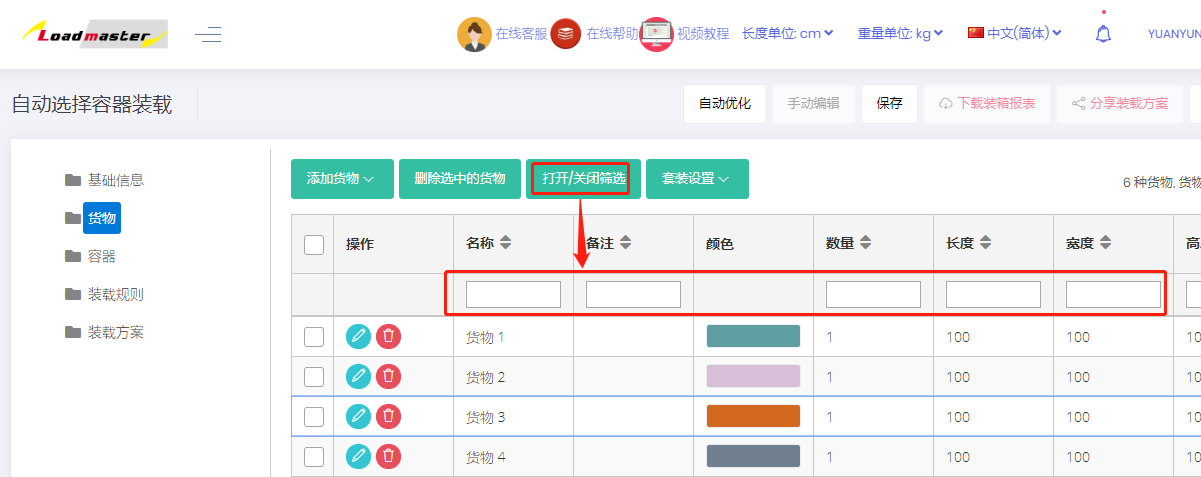 Loadmaster
在线客服 在线帮助 视频教程 长度单位: cm 重量单位: kg 中文(简体) YUANYUN
自动选择容器装载
自动优化 手动编辑 保存 下载装箱报表 分享装载方案
基础信息
货物
容器
装载规则
装载方案
添加货物 删除选中的货物 打开/关闭筛选 套装设置
6 种货物, 货物
操作 名称 备注 颜色 数量 长度 宽度 高
货物 1 1 100 100 10
货物 2 1 100 100 10
货物 3 1 100 100 10
货物 4 1 100 100 10